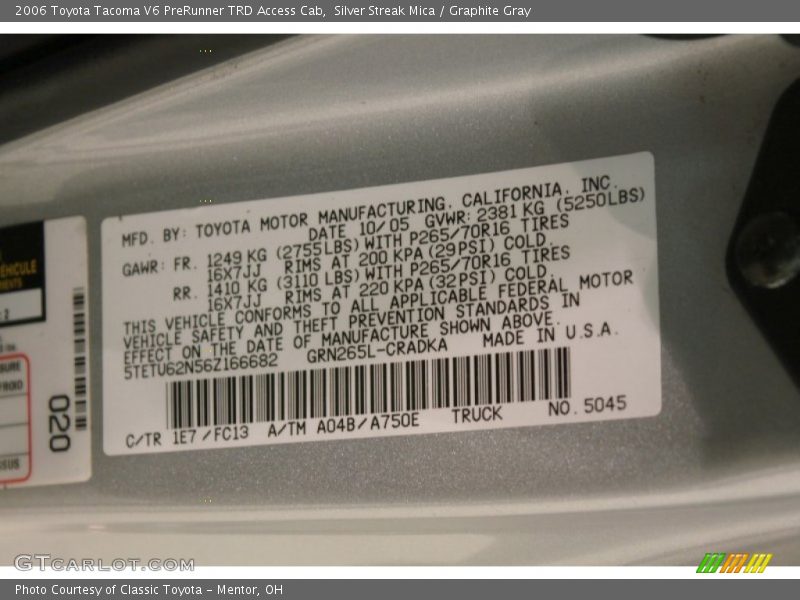 2006 Toyota Tacoma V6 PreRunner TRD Access Cab,  Silver Streak Mica / Graphite Gray
MFD. BY: TOYOTA MOTOR MANUFACTURING, CALIFORNIA, INC.
DATE 10/05 GVWR: 2381 KG (5250LBS)
GAWR: FR. 1249 KG (2755LBS) WITH P265/70R16 TIRES
16X7JJ RIMS AT 200 KPA (29PSI) COLD.
RR. 1410 KG (3110 LBS) WITH P265/70R16 TIRES
16X7JJ RIMS AT 220 KPA (32PSI) COLD.
THIS VEHICLE CONFORMS TO ALL APPLICABLE FEDERAL MOTOR
VEHICLE SAFETY AND THEFT PREVENTION STANDARDS IN
EFFECT ON THE DATE OF MANUFACTURE SHOWN ABOVE.
5TETU62N56Z166682 GRN265L-CRADKA MADE IN U.S.A.
C/TR 1E7 /FC13 A/TM A04B/A750E TRUCK NO. 5045
020
GTcarlot.com
Photo Courtesy of Classic Toyota – Mentor, OH